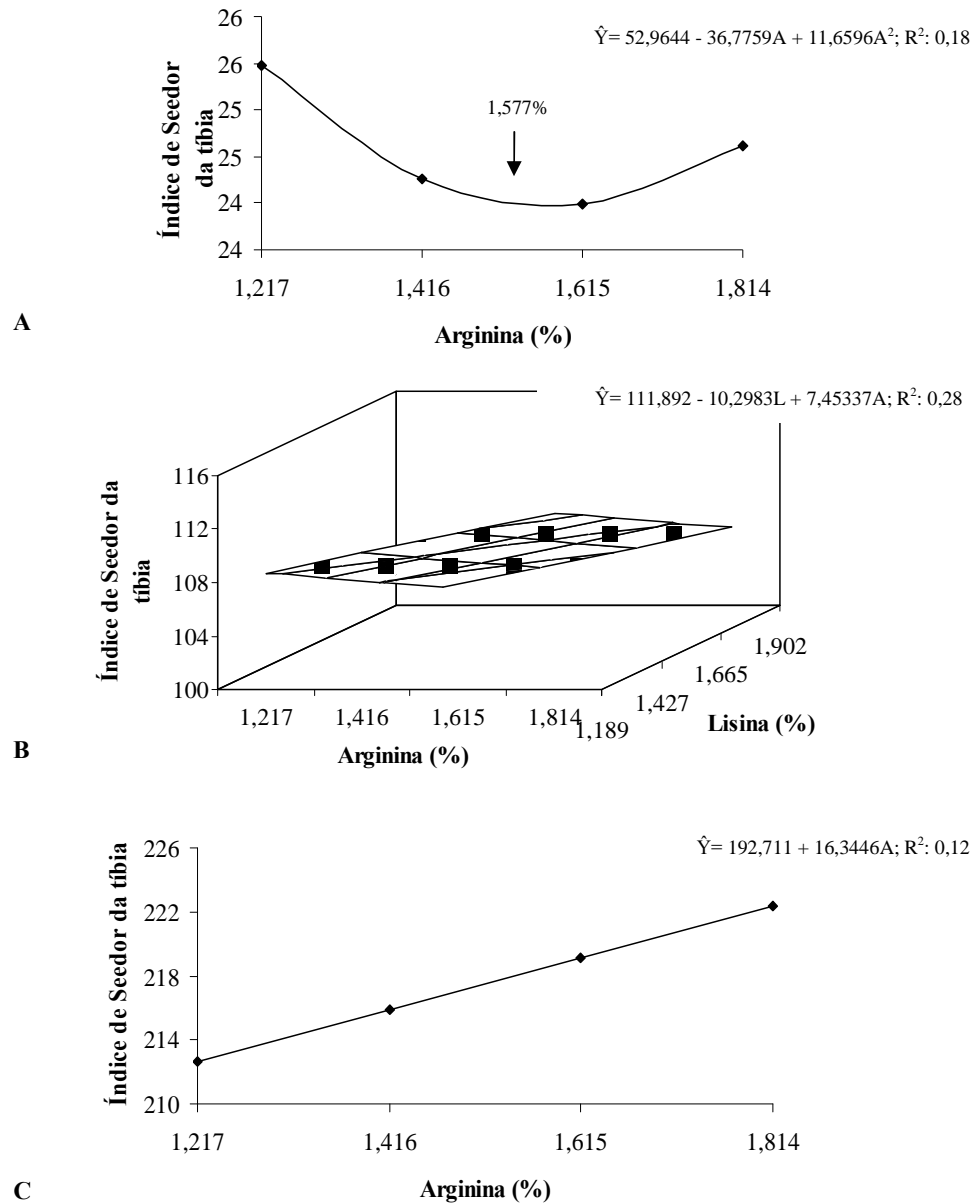 Ŷ= 52,9644 - 36,7759A + 11,6596A²; R²: 0,18
26
26
25
25
24
24
Índice de Seedor
da tíbia
1,577%
1,217 1,416 1,615 1,814
Arginina (%)
A
Ŷ= 111,892 - 10,2983L + 7,45337A; R²: 0,28
116
112
108
104
100
Índice de Seedor da
tíbia
1,217 1,416 1,615 1,814
Arginina (%)
1,189
1,427
1,665
1,902
Lisina (%)
B
Ŷ= 192,711 + 16,3446A; R²: 0,12
226
222
218
214
210
Índice de Seedor da tíbia
1,217 1,416 1,615 1,814
Arginina (%)
C